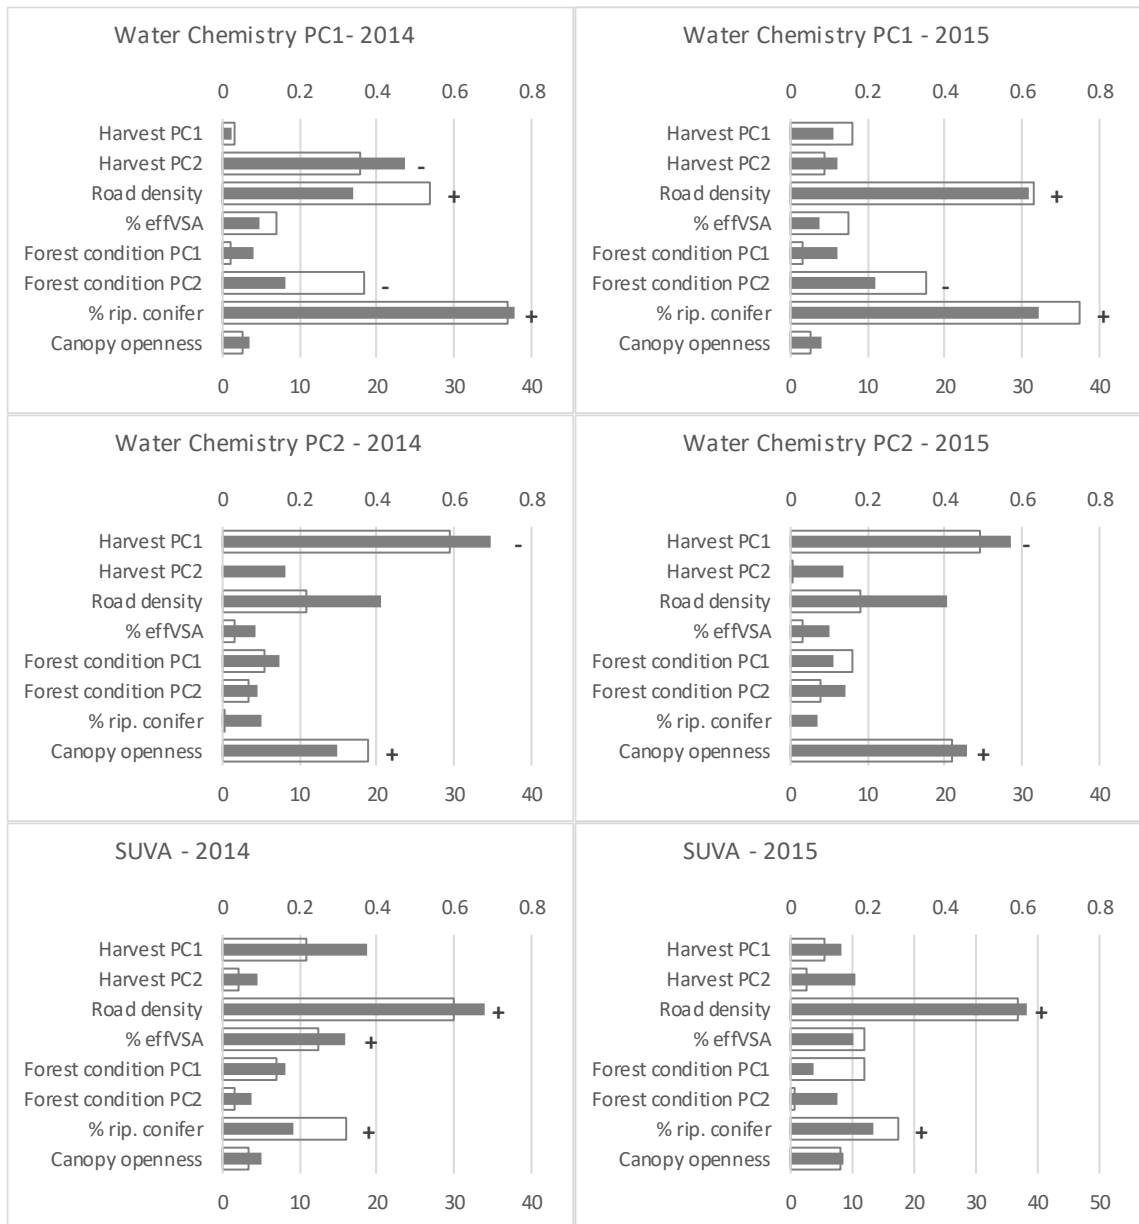 Water Chemistry PC1- 2014
0 0.2 0.4 0.6 0.8
Harvest PC1
Harvest PC2 -
Road density +
% effVSA
Forest condition PC1
Forest condition PC2 -
% rip. conifer +
Canopy openness
0 10 20 30 40
Water Chemistry PC1 - 2015
0 0.2 0.4 0.6 0.8
Harvest PC1
Harvest PC2
Road density +
% effVSA
Forest condition PC1
Forest condition PC2 -
% rip. conifer +
Canopy openness
0 10 20 30 40
Water Chemistry PC2 - 2014
0 0.2 0.4 0.6 0.8
Harvest PC1 -
Harvest PC2
Road density
% effVSA
Forest condition PC1
Forest condition PC2
% rip. conifer
Canopy openness +
0 10 20 30 40
Water Chemistry PC2 - 2015
0 0.2 0.4 0.6 0.8
Harvest PC1 -
Harvest PC2
Road density
% effVSA
Forest condition PC1
Forest condition PC2
% rip. conifer
Canopy openness +
0 10 20 30 40
SUVA - 2014
0 0.2 0.4 0.6 0.8
Harvest PC1
Harvest PC2
Road density +
% effVSA +
Forest condition PC1
Forest condition PC2
% rip. conifer +
Canopy openness
0 10 20 30 40
SUVA - 2015
0 0.2 0.4 0.6 0.8
Harvest PC1
Harvest PC2
Road density +
% effVSA
Forest condition PC1
Forest condition PC2
% rip. conifer +
Canopy openness
0 10 20 30 40 50